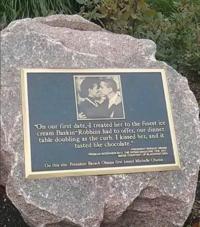 "On our first date, I treated her to the finest ice
cream Baskin-Robbins had to offer, our dinner
table doubling as the curb. I kissed her, and it
tasted like chocolate."
On this site, President Barack Obama first kissed Michelle Obama